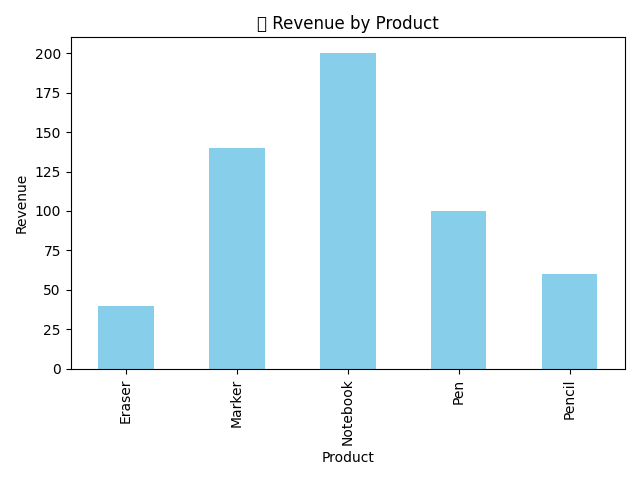 Revenue by Product
200
175
150
125
100
75
50
25
0
Revenue
Eraser
Marker
Notebook
Pen
Pencil
Product